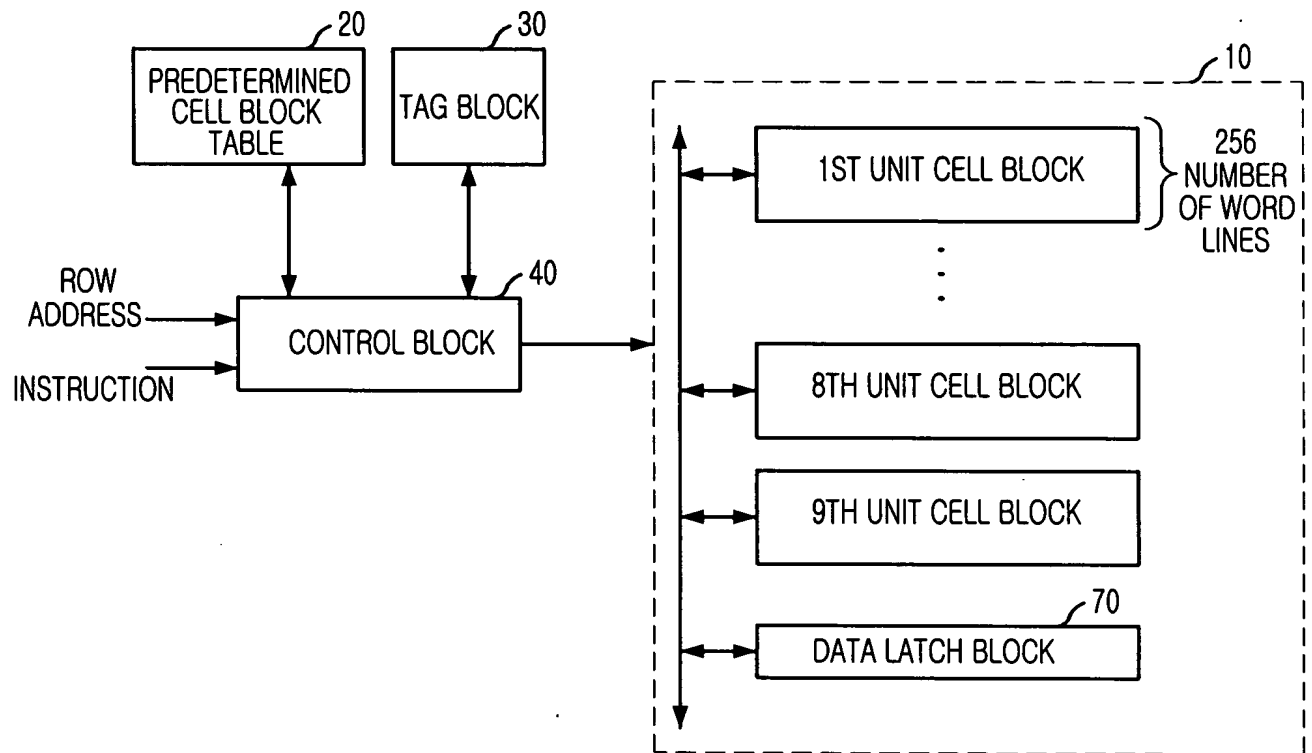 20
PREDETERMINED
CELL BLOCK
TABLE
30
TAG BLOCK
10
1ST UNIT CELL BLOCK
256
NUMBER
OF WORD
LINES
ROW
ADDRESS
INSTRUCTION
40
CONTROL BLOCK
8TH UNIT CELL BLOCK
9TH UNIT CELL BLOCK
70
DATA LATCH BLOCK